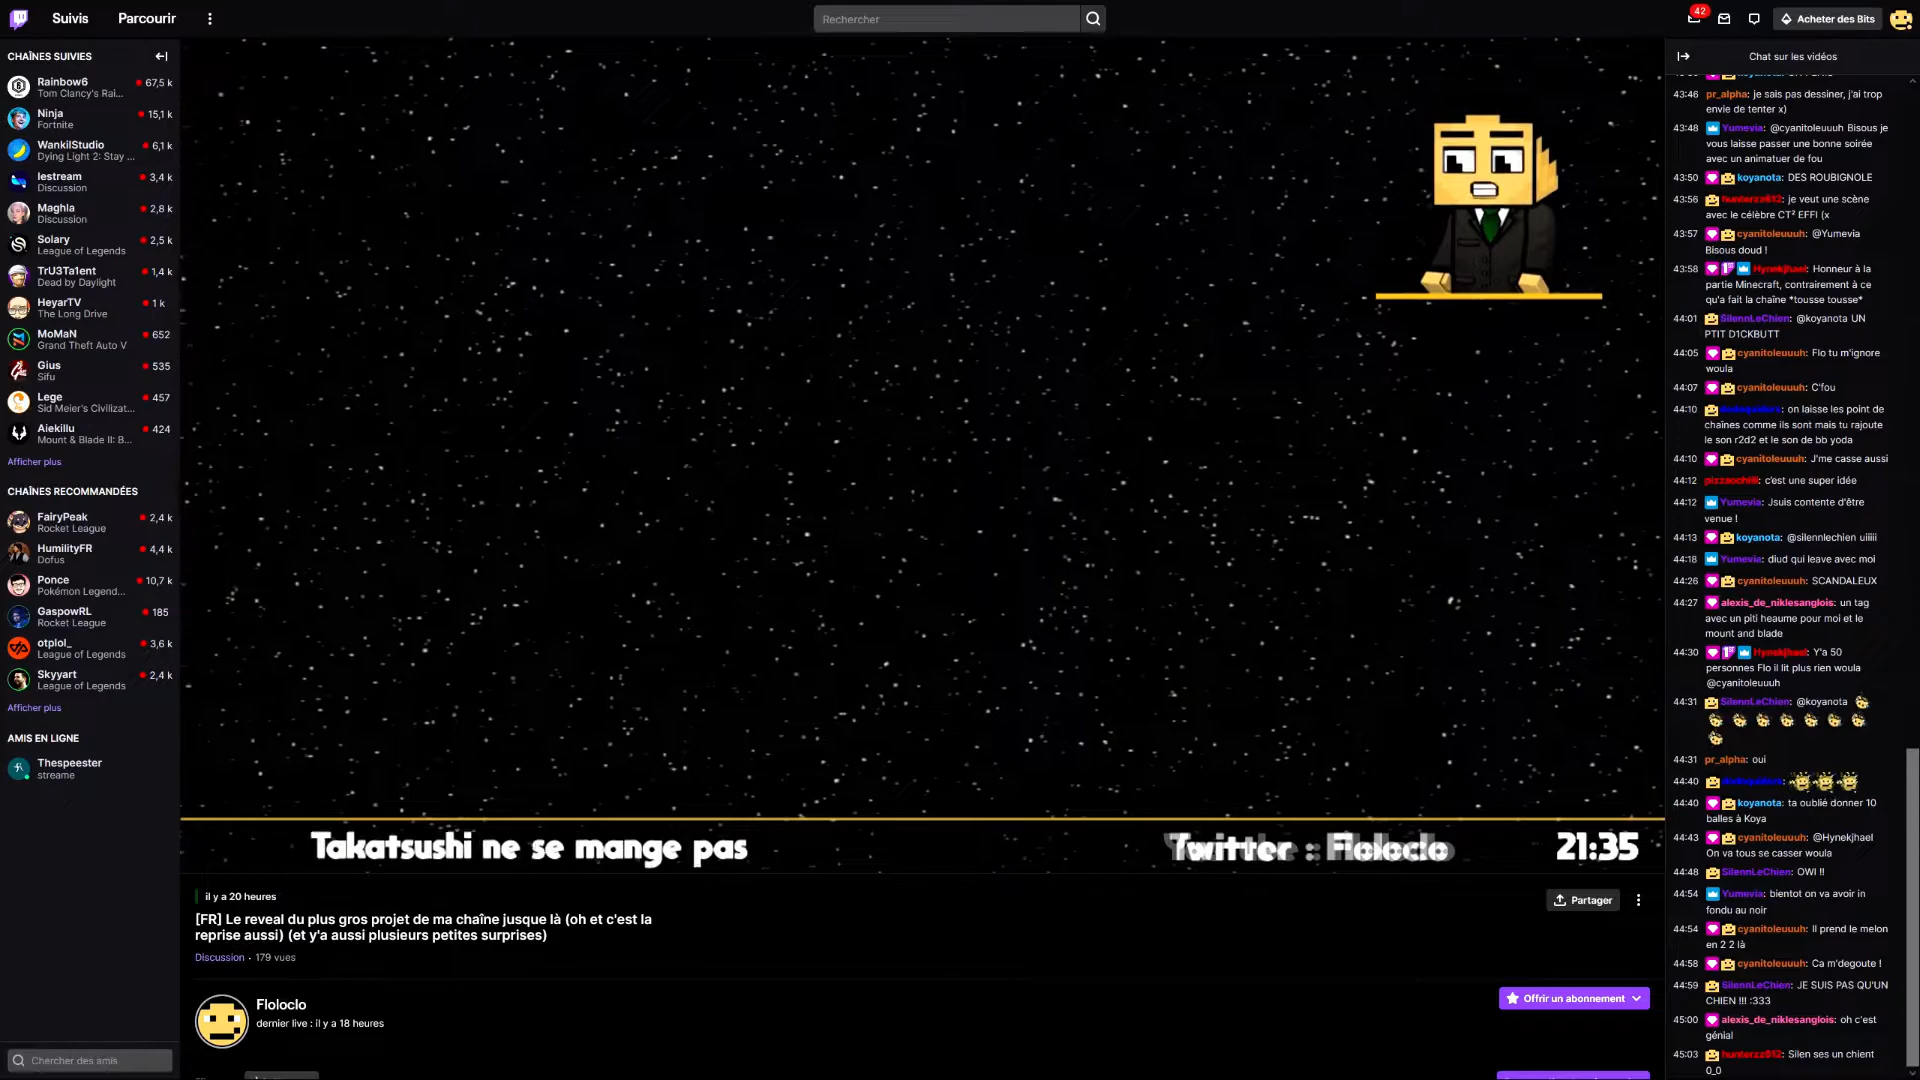 Suivis
Parcourir
Rechercher
42
Acheter des Bits
CHAÎNES SUIVIES
Rainbow6
67,5 k
Tom Clancy's Rai...
Ninja
15,1 k
Fortnite
WankilStudio
6,1 k
Dying Light 2: Stay ...
lestream
3,4 k
Discussion
Maghla
2,8 k
Discussion
Solary
2,5 k
League of Legends
TrU3Ta1ent
1,4 k
Dead by Daylight
HeyarTV
1 k
The Long Drive
MoMaN
652
Grand Theft Auto V
Gius
535
Sifu
Lege
457
Sid Meier's Civilizat...
Aiekillu
424
Mount & Blade II: B...
Afficher plus
CHAÎNES RECOMMANDÉES
FairyPeak
2,4 k
Rocket League
HumilityFR
4,4 k
Dofus
Ponce
10,7 k
Pokémon Legend...
GaspowRL
185
Rocket League
otplol_
3,6 k
League of Legends
Skyyart
2,4 k
League of Legends
Afficher plus
AMIS EN LIGNE
Thespeester
streame
Chercher des amis
Takatsushi ne se mange pas
Twitter : Floloclo
21:35
il y a 20 heures
[FR] Le reveal du plus gros projet de ma chaîne jusque là (oh et c'est la
reprise aussi) (et y'a aussi plusieurs petites surprises)
Discussion • 179 vues
Partager
Floloclo
dernier live : il y a 18 heures
Offrir un abonnement
Chat sur les vidéos
43:46 pr_alpha: je sais pas dessiner, j'ai trop
envie de tenter x)
43:48 Yumevia: @cyanitoleuuuh Bisous je
vous laisse passer une bonne soirée
avec un animatuer de fou
43:50 koyanota: DES ROUBIGNOLE
43:56 hunterzz612: je veut une scène
avec le célèbre CT² EFFI (x
43:57 cyanitoleuuuh: @Yumevia
Bisous doud !
43:58 Hynekjhael: Honneur à la
partie Minecraft, contrairement à ce
qu'a fait la chaîne *tousse tousse*
44:01 SilennLeChien: @koyanota UN
PTIT D1CKBUTT
44:05 cyanitoleuuuh: Flo tu m'ignore
woula
44:07 cyanitoleuuuh: C'fou
44:10 : on laisse les point de
chaînes comme ils sont mais tu rajoute
le son r2d2 et le son de bb yoda
44:10 cyanitoleuuuh: J'me casse aussi
44:12 : c'est une super idée
44:12 Yumevia: Jsuis contente d'être
venue !
44:13 koyanota: @silennlechien uiiiii
44:18 Yumevia: diud qui leave avec moi
44:26 cyanitoleuuuh: SCANDALEUX
44:27 alexis_de_niklesanglois: un tag
avec un piti heaume pour moi et le
mount and blade
44:30 Hynekjhael: Y'a 50
personnes Flo il lit plus rien woula
@cyanitoleuuuh
44:31 SilennLeChien: @koyanota
44:31 pr_alpha: oui
44:40
44:40 koyanota: ta oublié donner 10
balles à Koya
44:43 cyanitoleuuuh: @Hynekjhael
On va tous se casser woula
44:48 SilennLeChien: OWI !!
44:54 Yumevia: bientot on va avoir in
fondu au noir
44:54 cyanitoleuuuh: Il prend le melon
en 2 2 là
44:58 cyanitoleuuuh: Ca m'degoute !
44:59 SilennLeChien: JE SUIS PAS QU'UN
CHIEN !!! :333
45:00 alexis_de_niklesanglois: oh c'est
génial
45:03 hunterzz612: Silen ses un chient
0_0